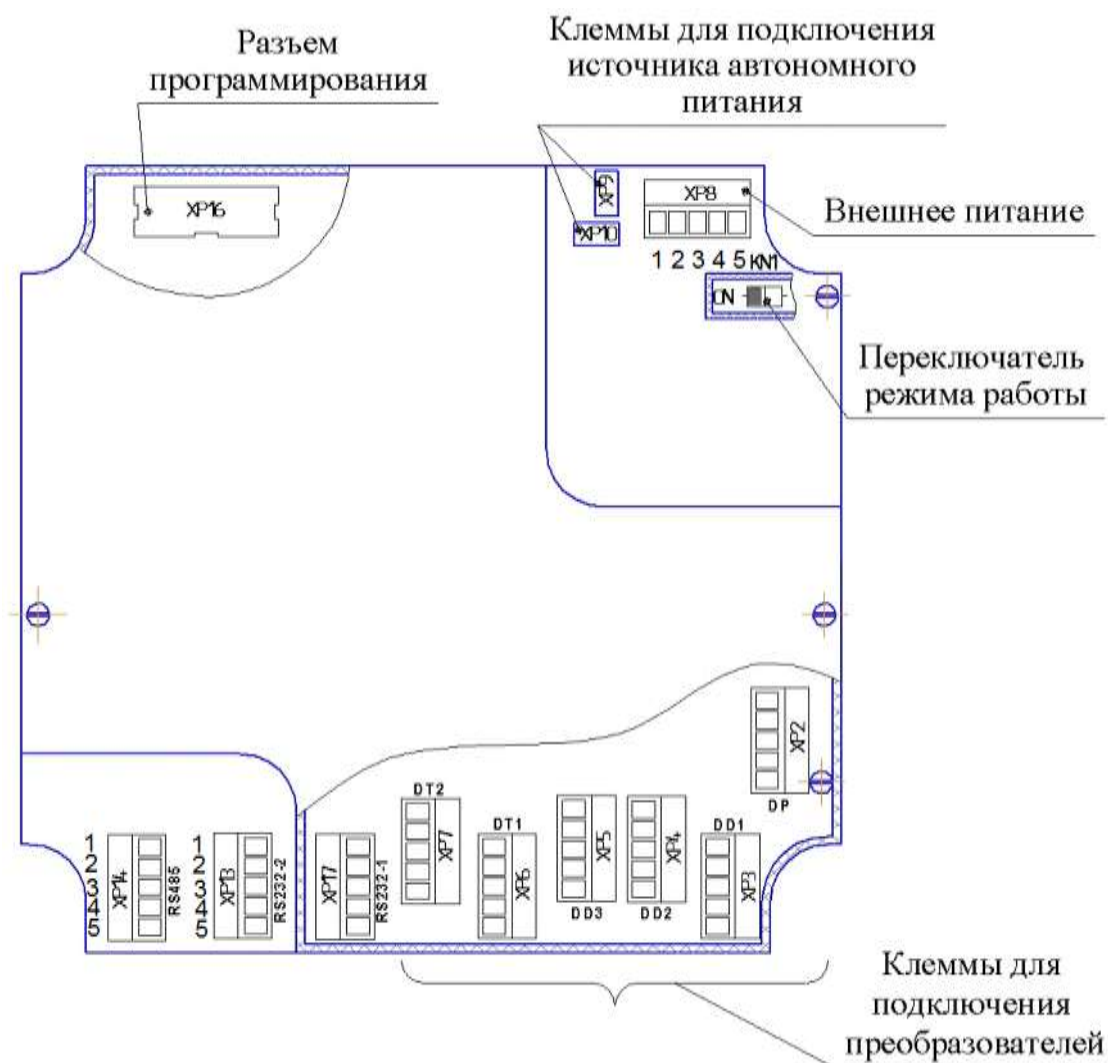 Разъем
программирования
Клеммы для подключения
источника автономного
питания
XP16
XP9
XP8
XP10
Внешнее питание
1 2 3 4 5 KN1
ON
Переключатель
режима работы
XP2
DP
DT2
XP7
DT1
XP6
XP5
DD3
XP4
DD2
DD1
XP3
1
2
3
4
5
XP14
RS485
1
2
3
4
5
XP13
RS232-2
XP17
RS232-1
Клеммы для
подключения
преобразователей